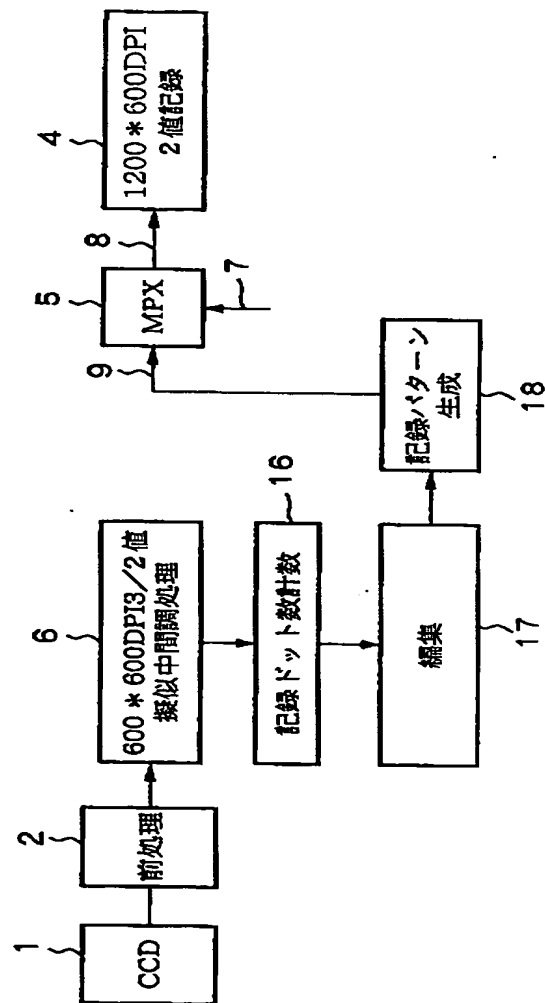 1
CCD
2
前処理
6
600*600DPI3/2値
擬似中間調処理
16
記録ドット数計数
編集
17
記録パターン
生成
18
9
5
MPX
7
8
4
1200*600DPI
2値記録